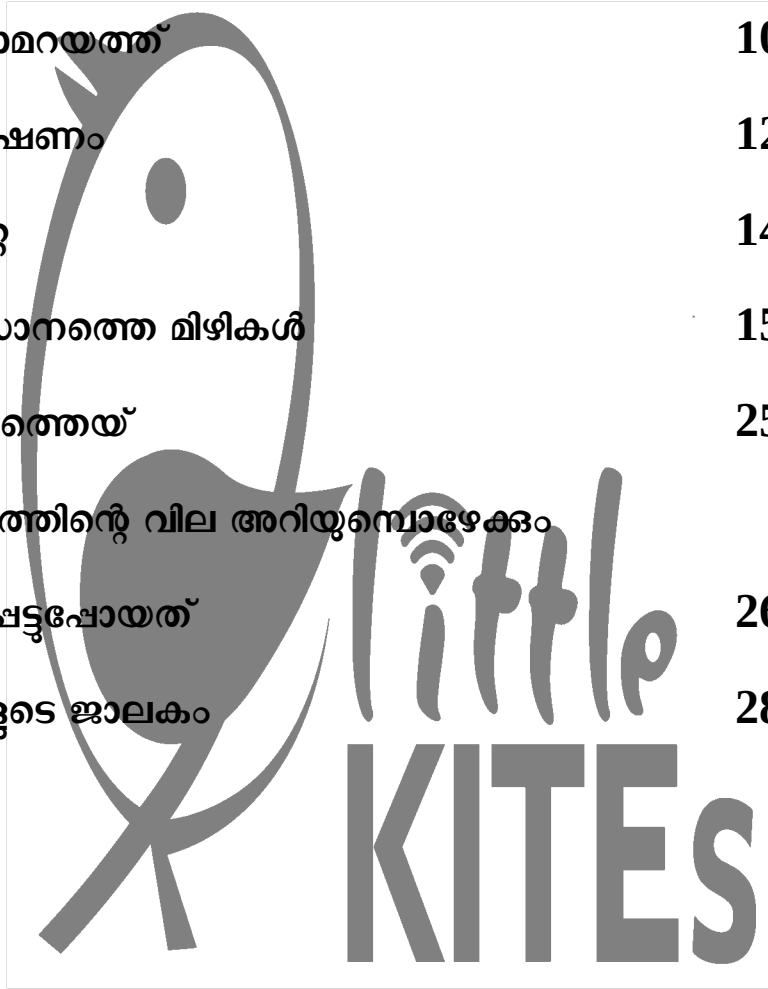 ാമറയത്ത് 10
ഷണം 12
റ്റ 14
ാനത്തെ മിഴികൾ 15
ത്തെയ് 25
ത്തിന്റെ വില അറിയുമ്പൊഴേക്കും
പ്പെട്ടുപ്പോയത് 26
ളുടെ ജാലകം 28
little
KITEs